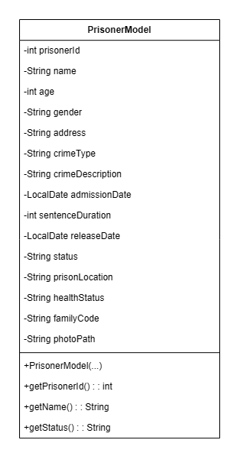 PrisonerModel
-int prisonerId
-String name
-int age
-String gender
-String address
-String crimeType
-String crimeDescription
-LocalDate admissionDate
-int sentenceDuration
-LocalDate releaseDate
-String status
-String prisonLocation
-String healthStatus
-String familyCode
-String photoPath
+PrisonerModel(...)
+getPrisonerId() : : int
+getName() : : String
+getStatus() : : String